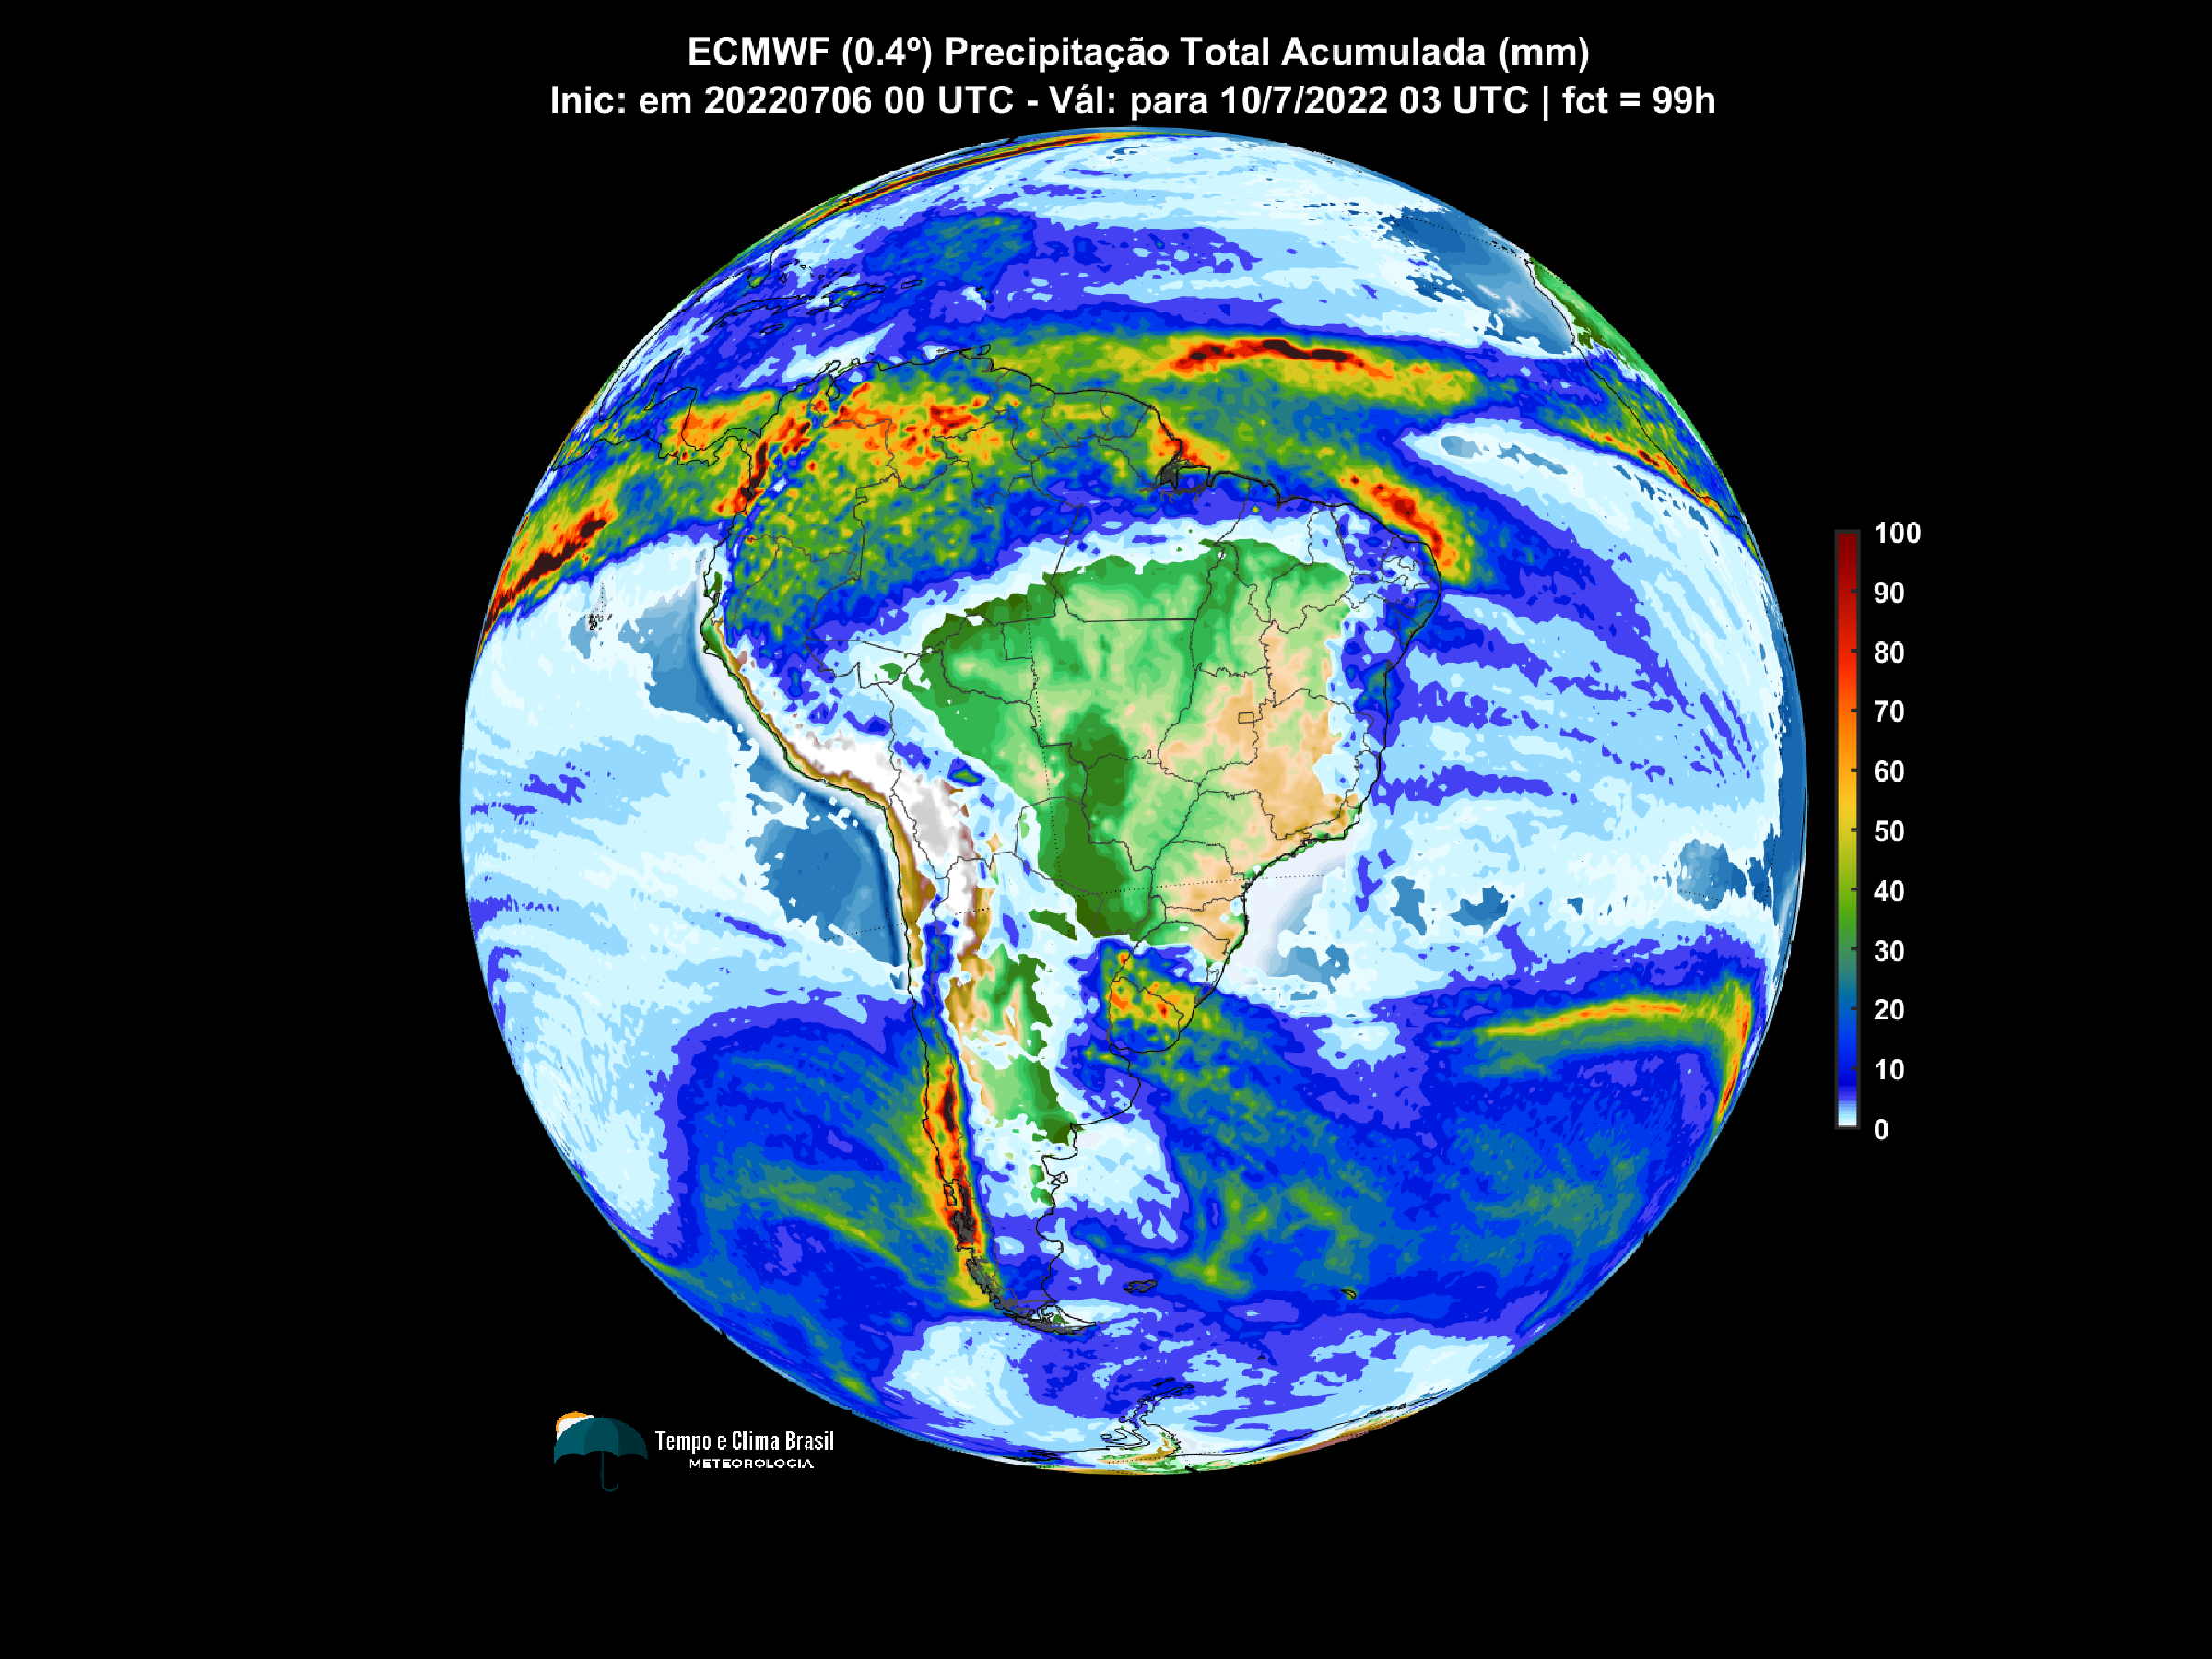 ECMWF (0.4º) Precipitação Total Acumulada (mm)
Inic: em 20220706 00 UTC - Vál: para 10/7/2022 03 UTC | fct = 99h
100
90
80
70
60
50
40
30
20
10
0
Tempo e Clima Brasil
METEOROLOGIA